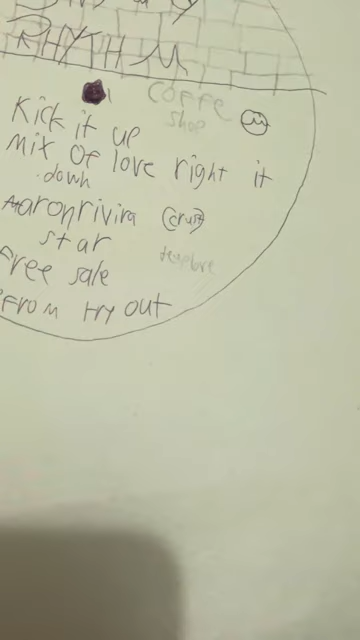 RHYTHM
COFFE
shop
Kick it up
mix of love right it
down
Aaronrivira (crust)
star
Free sale
From try out